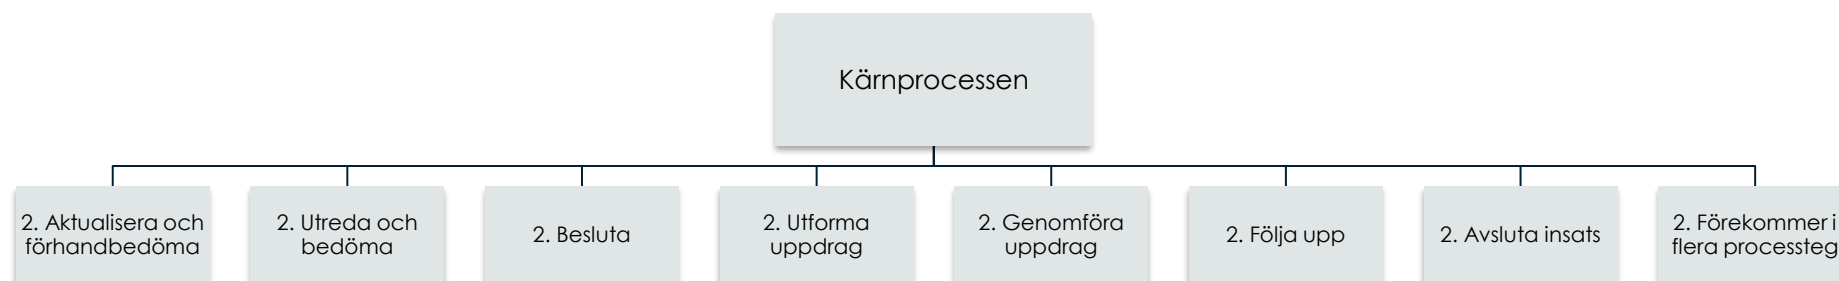 Kärnprocessen
2. Aktualisera och
förhandbedöma
2. Utreda och
bedöma
2. Besluta
2. Utforma
uppdrag
2. Genomföra
uppdrag
2. Följa upp
2. Avsluta insats
2. Förekommer i
flera processteg